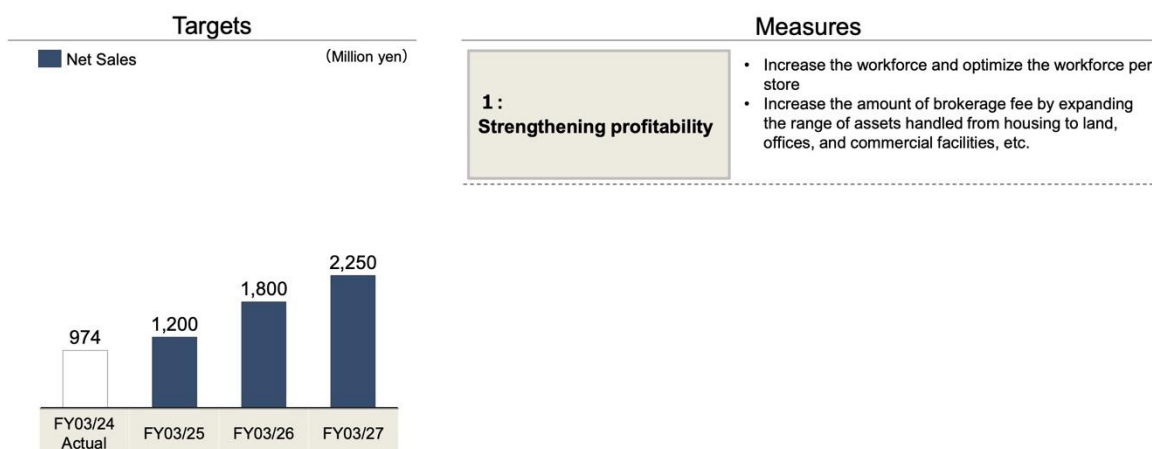 Targets
Net Sales
(Million yen)
974
1,200
1,800
2,250
FY03/24
Actual
FY03/25
FY03/26
FY03/27
Measures
1 :
Strengthening profitability
• Increase the workforce and optimize the workforce per
store
• Increase the amount of brokerage fee by expanding
the range of assets handled from housing to land,
offices, and commercial facilities, etc.